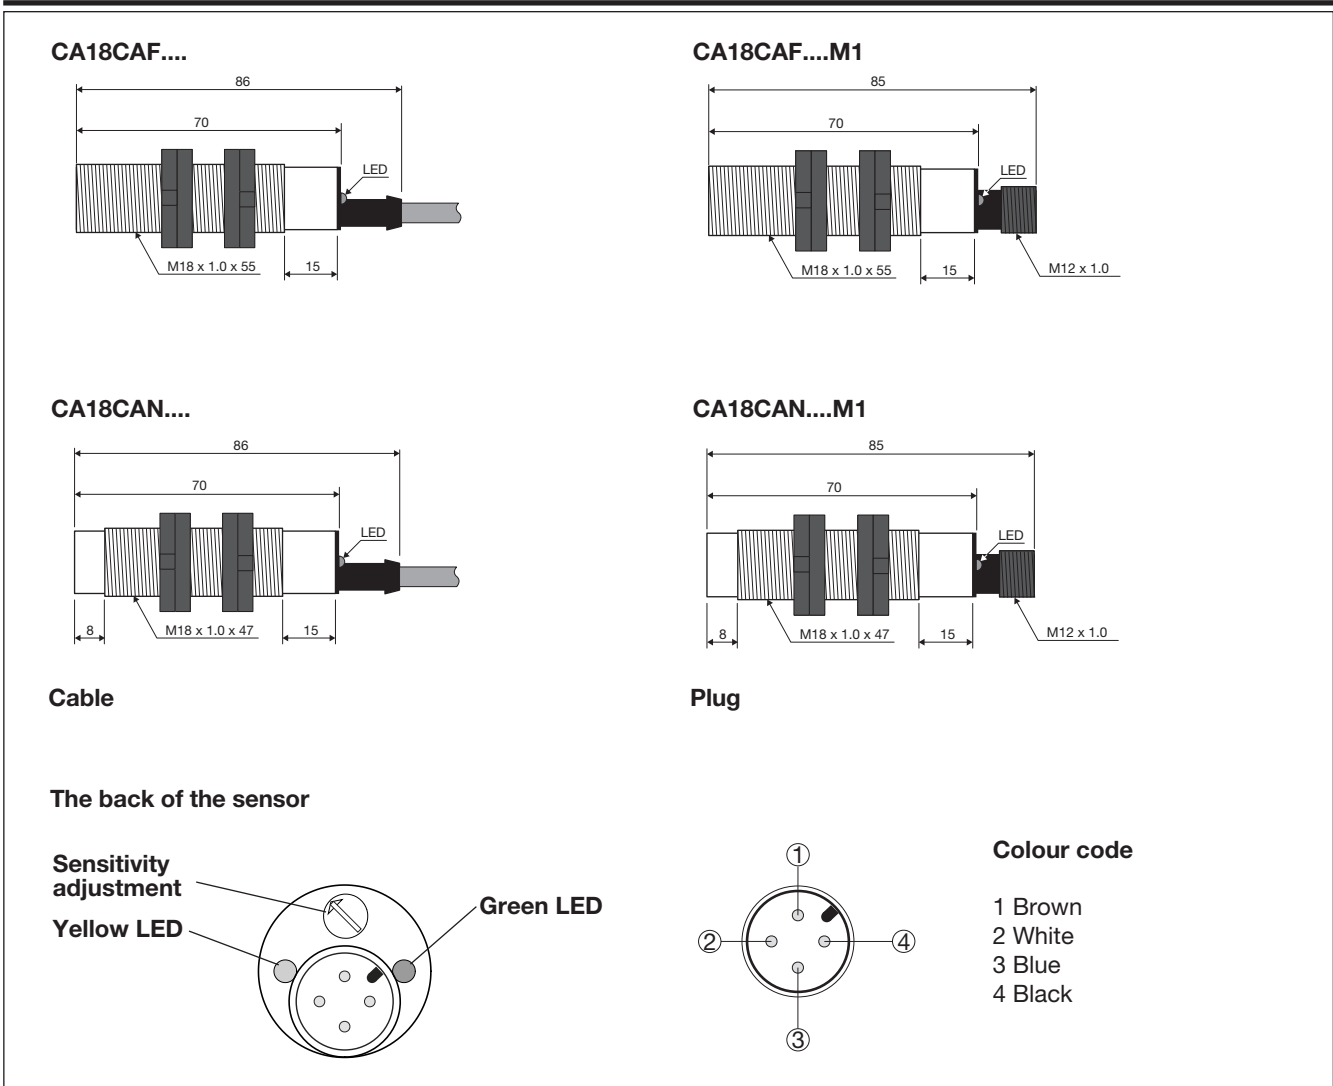 CA18CAF....
86
70
LED
M18 x 1.0 x 55
15
CA18CAF....M1
85
70
LED
M18 x 1.0 x 55
15
M12 x 1.0
CA18CAN....
86
70
LED
8
M18 x 1.0 x 47
15
CA18CAN....M1
85
70
LED
8
M18 x 1.0 x 47
15
M12 x 1.0
Cable
Plug
The back of the sensor
Sensitivity
adjustment
Yellow LED
Green LED
1
2
4
3
Colour code
1 Brown
2 White
3 Blue
4 Black